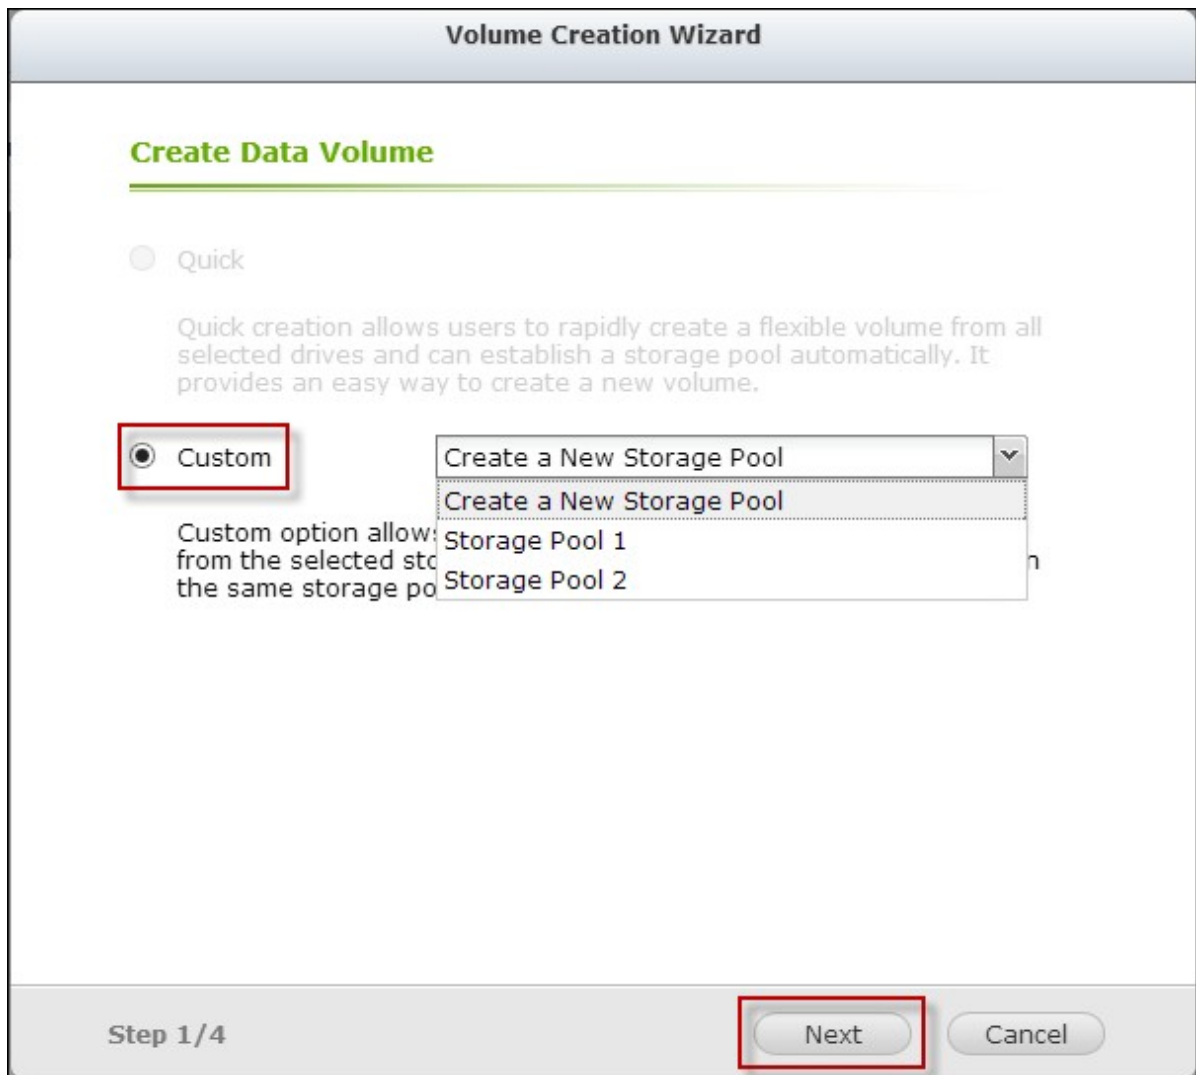 Volume Creation Wizard
Create Data Volume
Quick
Quick creation allows users to rapidly create a flexible volume from all
selected drives and can establish a storage pool automatically. It
provides an easy way to create a new volume.
Custom
Create a New Storage Pool
Create a New Storage Pool
Storage Pool 1
Storage Pool 2
Custom option allows
from the selected
the same storage
Step 1/4
Next
Cancel